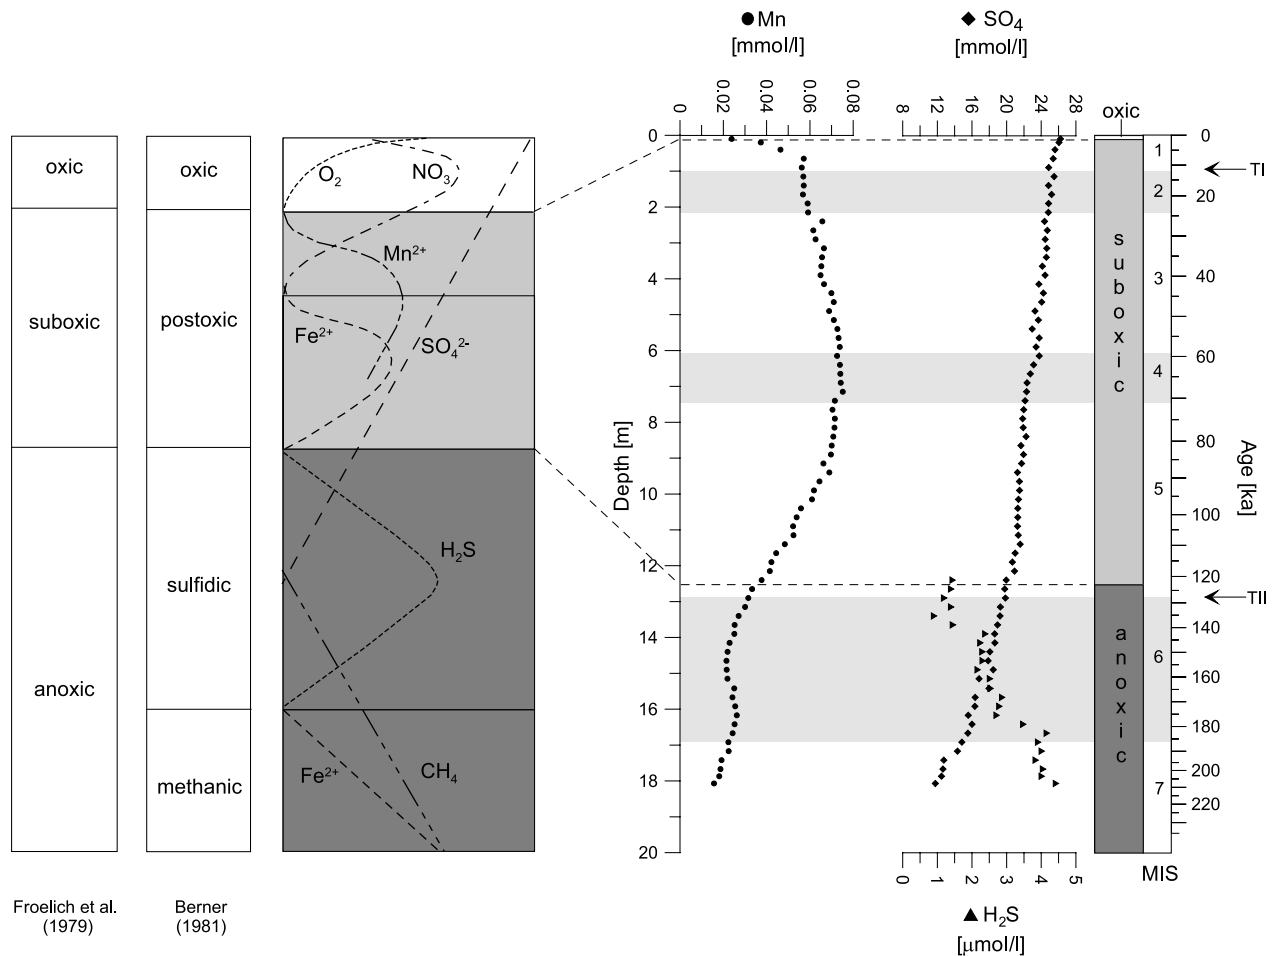 ● Mn
[mmol/l]
◆ SO4
[mmol/l]
0 0.02 0.04 0.06 0.08
8 12 16 20 24 28
oxic
oxic
oxic
O2
NO3
suboxic
postoxic
Mn2+
Fe2+
SO42-
anoxic
sulfidic
H2S
methanic
Fe2+
CH4
Froelich et al.
(1979)
Berner
(1981)
Depth [m]
0
2
4
6
8
10
12
14
16
18
20
suboxic
anoxic
1
2
3
4
5
6
7
MIS
0
20
40
60
80
100
120
140
160
180
200
220
Age [ka]
TI
TII
0 1 2 3 4 5
▲ H2S
[µmol/l]